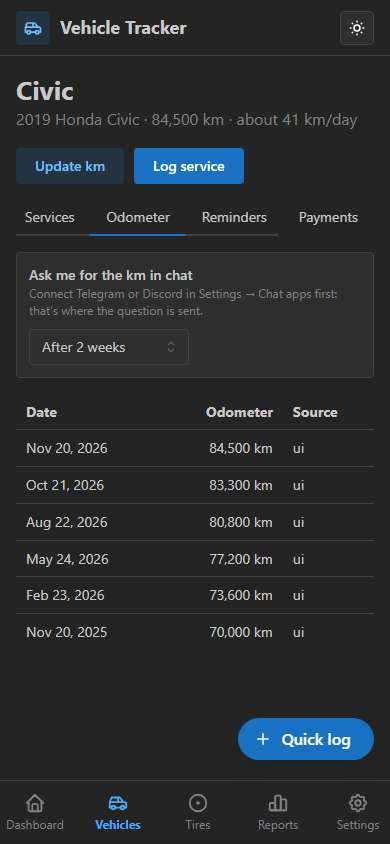 Vehicle Tracker
Civic
2019 Honda Civic · 84,500 km · about 41 km/day
Update km
Log service
Services Odometer Reminders Payments
Ask me for the km in chat
Connect Telegram or Discord in Settings → Chat apps first:
that's where the question is sent.
After 2 weeks
Date Odometer Source
Nov 20, 2026 84,500 km ui
Oct 21, 2026 83,300 km ui
Aug 22, 2026 80,800 km ui
May 24, 2026 77,200 km ui
Feb 23, 2026 73,600 km ui
Nov 20, 2025 70,000 km ui
+ Quick log
Dashboard Vehicles Tires Reports Settings